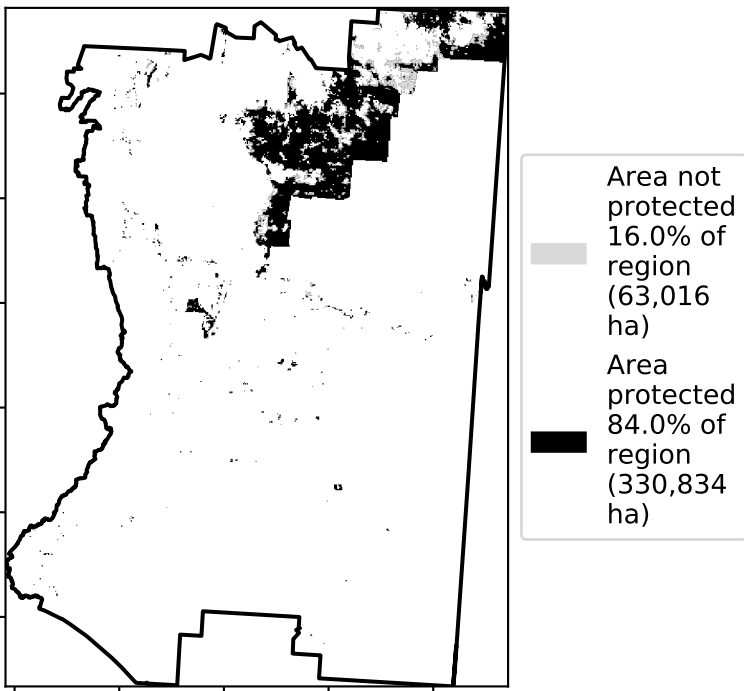 Area not
protected
16.0% of
region
(63,016
ha)
Area
protected
84.0% of
region
(330,834
ha)